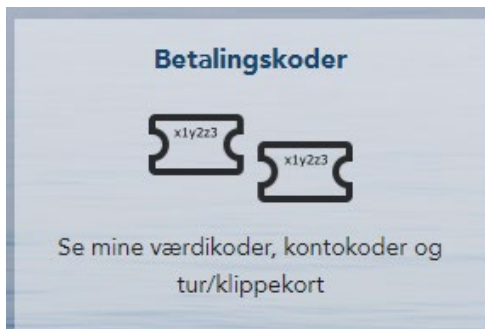 Betalingskoder
x1y2z3
x1y2z3
Se mine værdikoder, kontokoder og
tur/klippekort